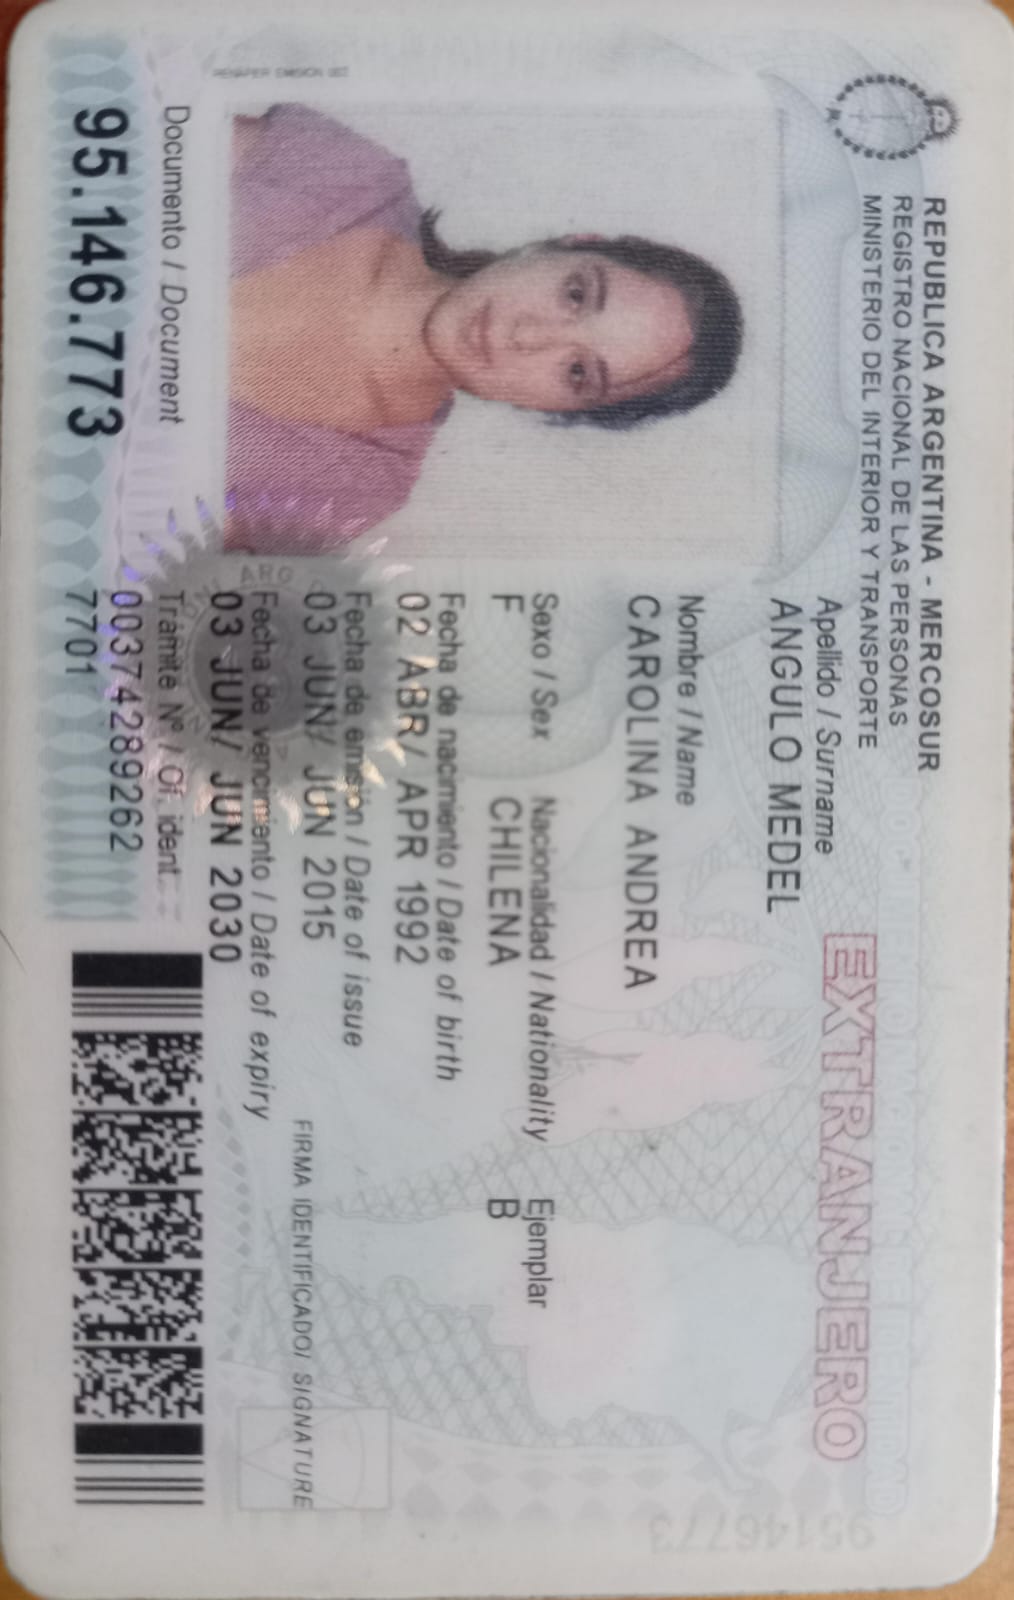 REPUBLICA ARGENTINA - MERCOSUR
REGISTRO NACIONAL DE LAS PERSONAS
MINISTERIO DEL INTERIOR Y TRANSPORTE
Apellido / Surname
ANGULO MEDEL
EXTRANJERO
Nombre / Name
CAROLINA ANDREA
Sexo / Sex Nacionalidad / Nationality Ejemplar
F CHILENA B
Fecha de nacimiento / Date of birth
02 ABR/ APR 1992
Fecha de emisión / Date of issue
03 JUN/ JUN 2015
Fecha de vencimiento / Date of expiry
03 JUN/ JUN 2030
FIRMA IDENTIFICADO/ SIGNATURE
Trámite Nº / Of. ident.
00374289262
7701
Documento / Document
95.146.773
ARG
95146773